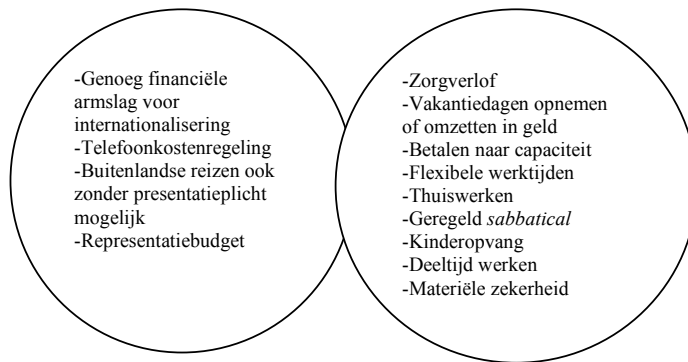 -Genoeg financiële
armslag voor
internationalisering
-Telefoonkostenregeling
-Buitenlandse reizen ook
zonder presentatieplicht
mogelijk
-Representatiebudget
-Zorgverlof
-Vakantiedagen opnemen
of omzetten in geld
-Betalen naar capaciteit
-Flexibele werktijden
-Thuiswerken
-Geregeld sabbatical
-Kinderopvang
-Deeltijd werken
-Materiële zekerheid